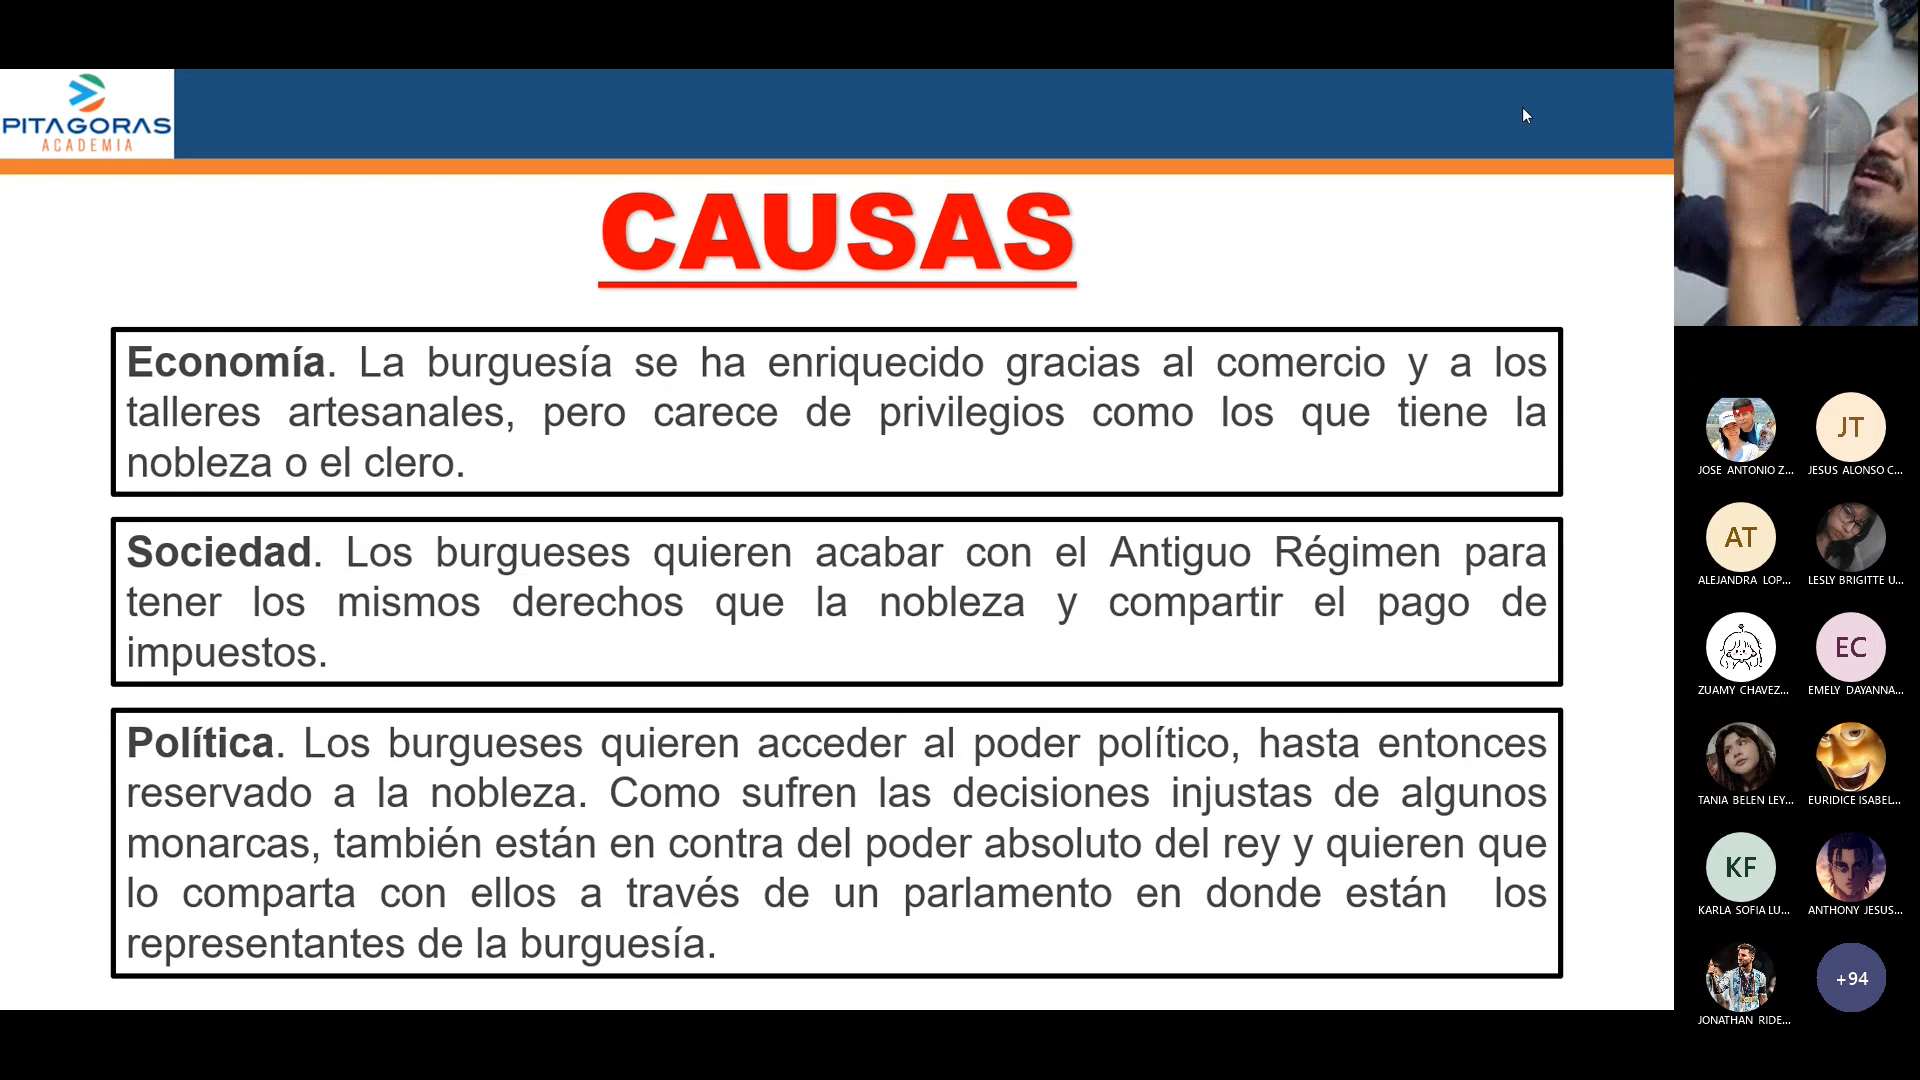 PITAGORAS
ACADEMIA
CAUSAS
Economía. La burguesía se ha enriquecido gracias al comercio y a los
talleres artesanales, pero carece de privilegios como los que tiene la
nobleza o el clero.
Sociedad. Los burgueses quieren acabar con el Antiguo Régimen para
tener los mismos derechos que la nobleza y compartir el pago de
impuestos.
Política. Los burgueses quieren acceder al poder político, hasta entonces
reservado a la nobleza. Como sufren las decisiones injustas de algunos
monarcas, también están en contra del poder absoluto del rey y quieren que
lo comparta con ellos a través de un parlamento en donde están los
representantes de la burguesía.
JT
JOSE ANTONIO Z...
JESUS ALONSO C...
AT
ALEJANDRA LOP...
LESLY BRIGITTE U...
EC
ZUAMY CHAVEZ...
EMELY DAYANNA...
TANIA BELEN LEY...
EURIDICE ISABEL...
KF
KARLA SOFIA LU...
ANTHONY JESUS...
+94
JONATHAN RIDE...